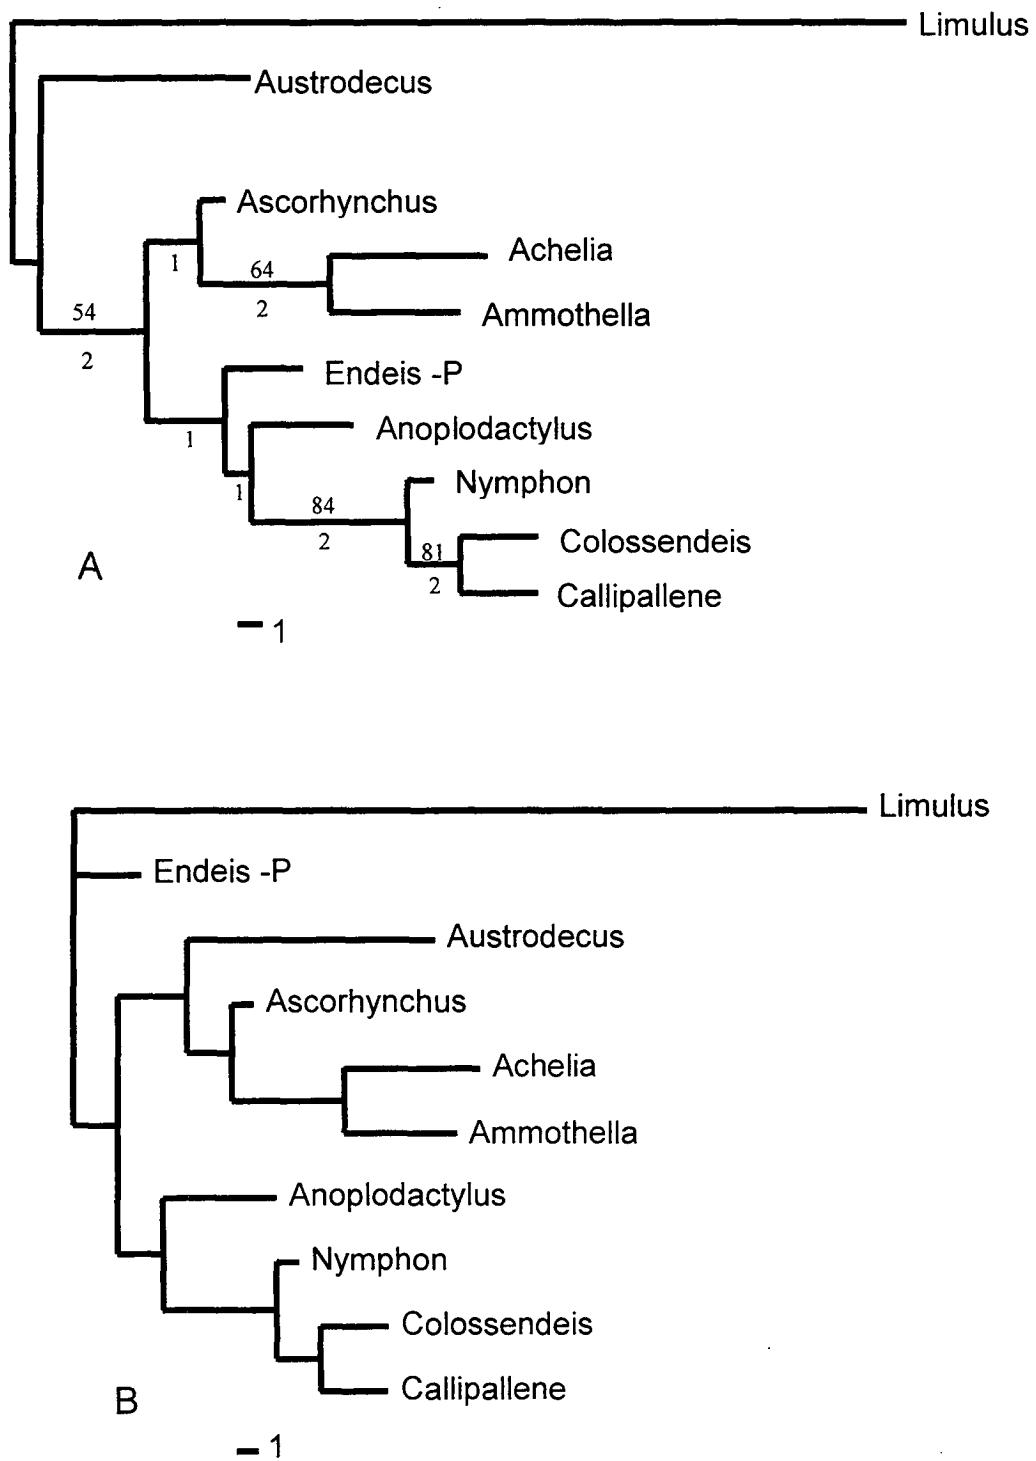 Limulus
Austrodecus
Ascorhynchus
1
64
Achelia
2
Ammothella
54
2
Endeis -P
1
Anoplodactylus
1
84
Nymphon
2
81
Colossendeis
2
Callipallene
A
1
Limulus
Endeis -P
Austrodecus
Ascorhynchus
Achelia
Ammothella
Anoplodactylus
Nymphon
Colossendeis
Callipallene
B
1